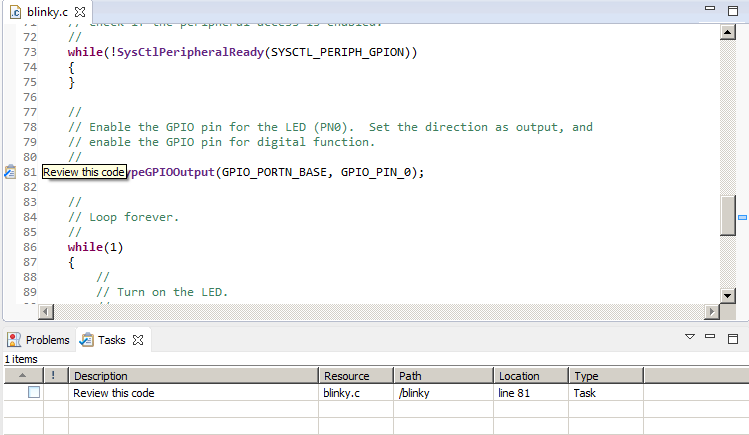 blinky.c
71 // Check if the peripheral access is enabled.
72 //
73 while(!SysCtlPeripheralReady(SYSCTL_PERIPH_GPION))
74 {
75 }
76
77 //
78 // Enable the GPIO pin for the LED (PN0).  Set the direction as output, and
79 // enable the GPIO pin for digital function.
80 //
81 Review this code ypeGPIOOutput(GPIO_PORTN_BASE, GPIO_PIN_0);
82
83 //
84 // Loop forever.
85 //
86 while(1)
87 {
88 //
89 // Turn on the LED.
Problems Tasks
1 items
! Description Resource Path Location Type
Review this code blinky.c /blinky line 81 Task